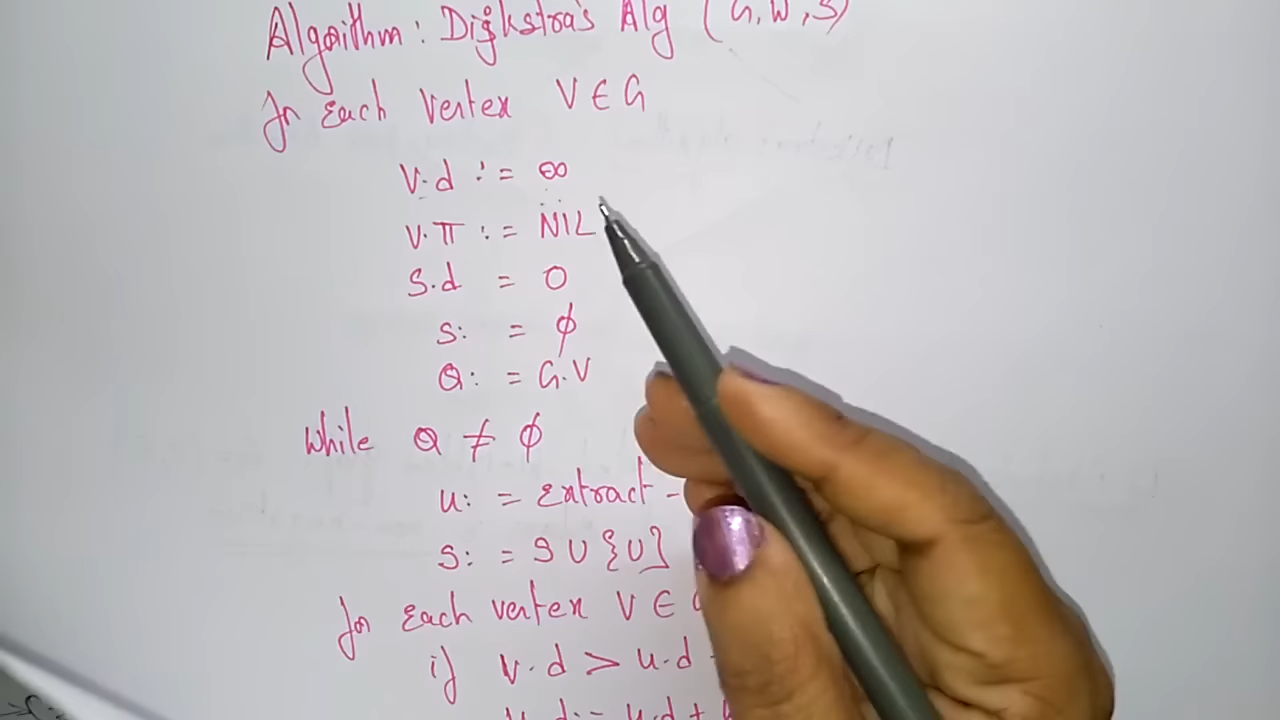 Algorithm: Dijkstra's Alg (G, W, S)
for Each Vertex V ∈ G
V.d := ∞
V.π := NIL
S.d = 0
S: = ϕ
Q: = G.V
While Q ≠ ϕ
u: = Extract -
S: = S U {U}
for Each vertex V ∈
if V.d > u.d
V.d: = u.d +